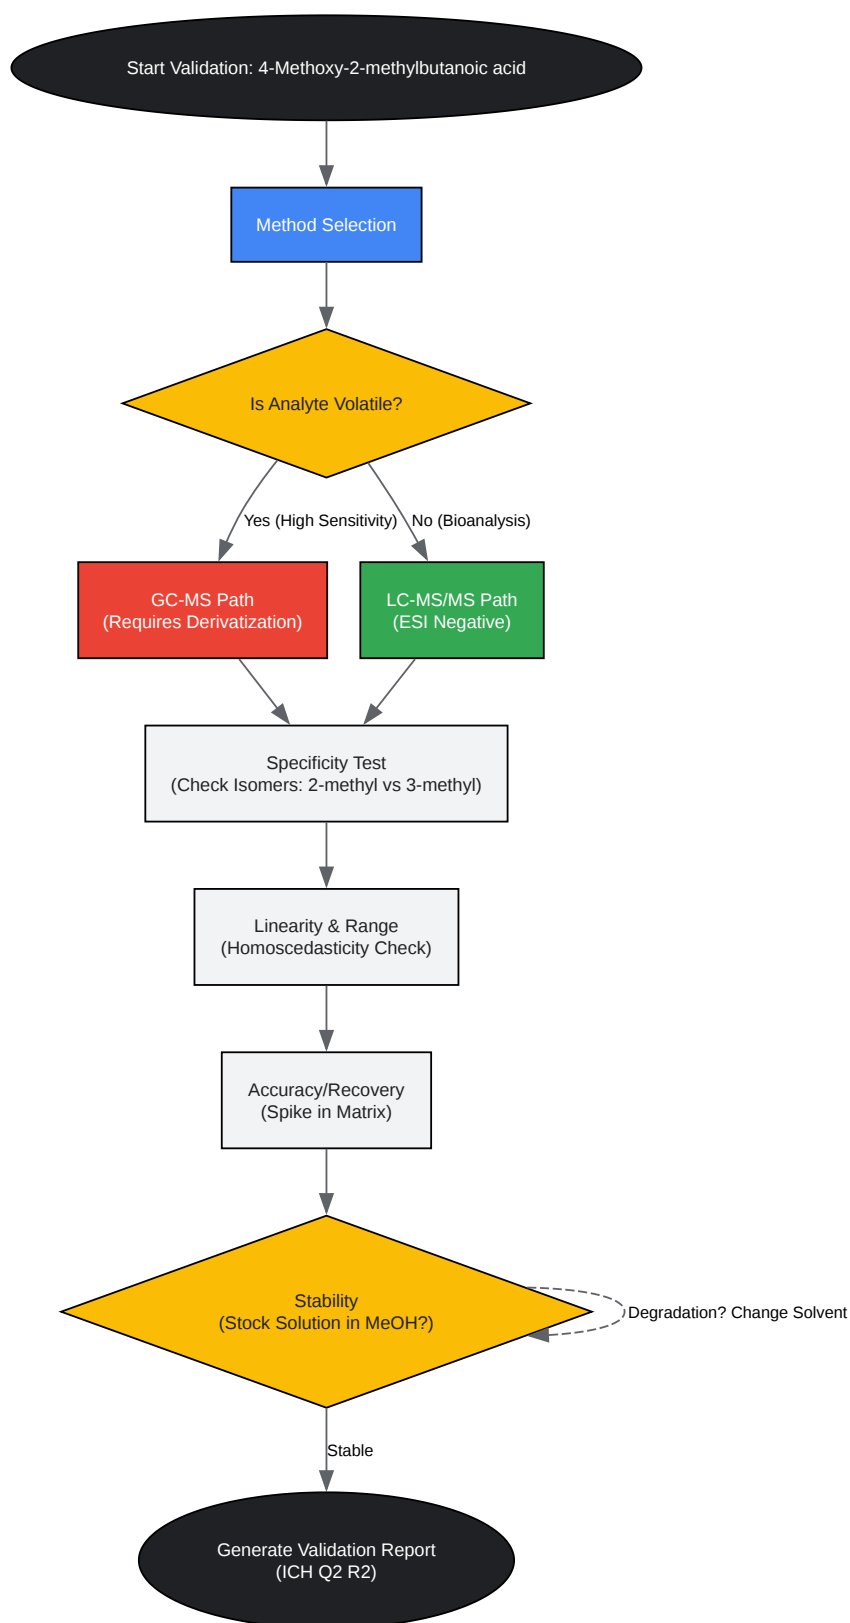 Start Validation: 4-Methoxy-2-methylbutanoic acid
Method Selection
Is Analyte Volatile?
Yes (High Sensitivity)
No (Bioanalysis)
GC-MS Path
(Requires Derivatization)
LC-MS/MS Path
(ESI Negative)
Specificity Test
(Check Isomers: 2-methyl vs 3-methyl)
Linearity & Range
(Homoscedasticity Check)
Accuracy/Recovery
(Spike in Matrix)
Stability
(Stock Solution in MeOH?)
Degradation? Change Solvent
Stable
Generate Validation Report
(ICH Q2 R2)